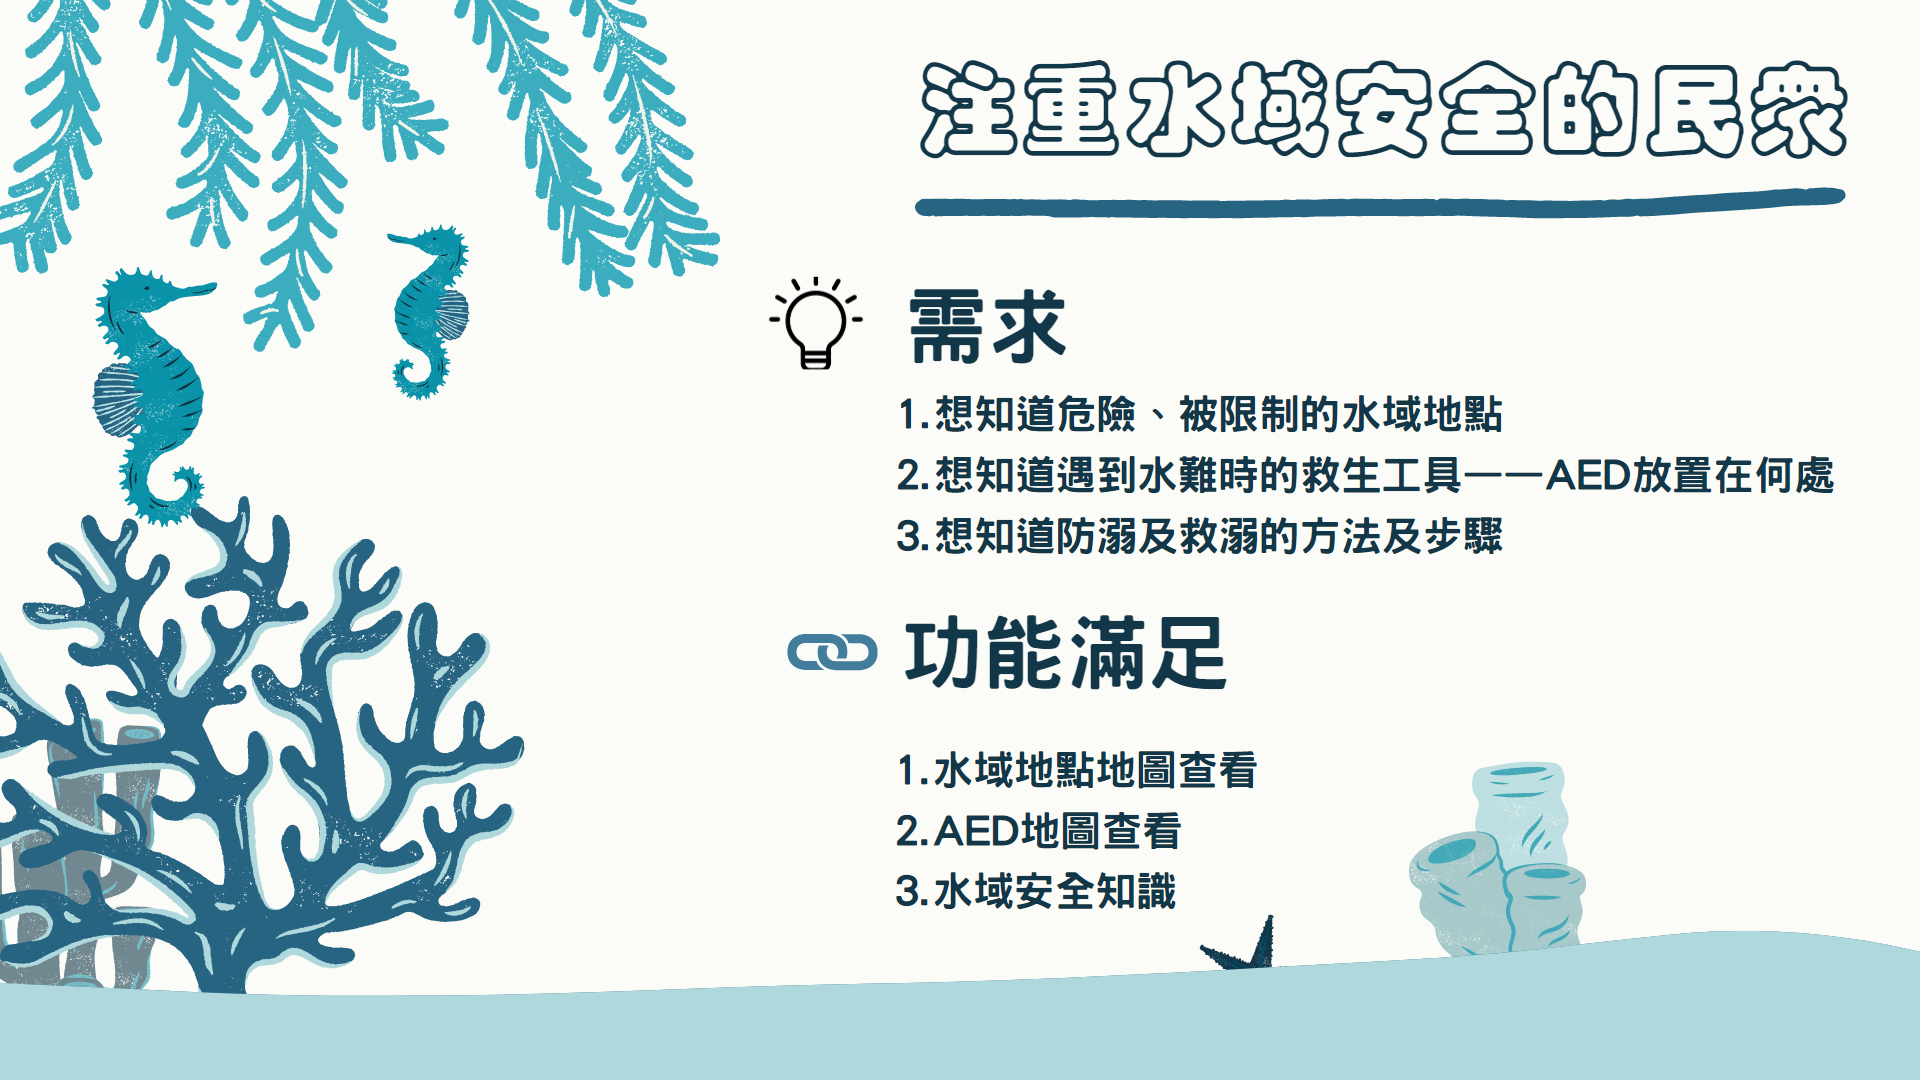 注重水域安全的民眾
需求
1.想知道危險、被限制的水域地點
2.想知道遇到水難時的救生工具——AED放置在何處
3.想知道防溺及救溺的方法及步驟
功能滿足
1.水域地點地圖查看
2.AED地圖查看
3.水域安全知識